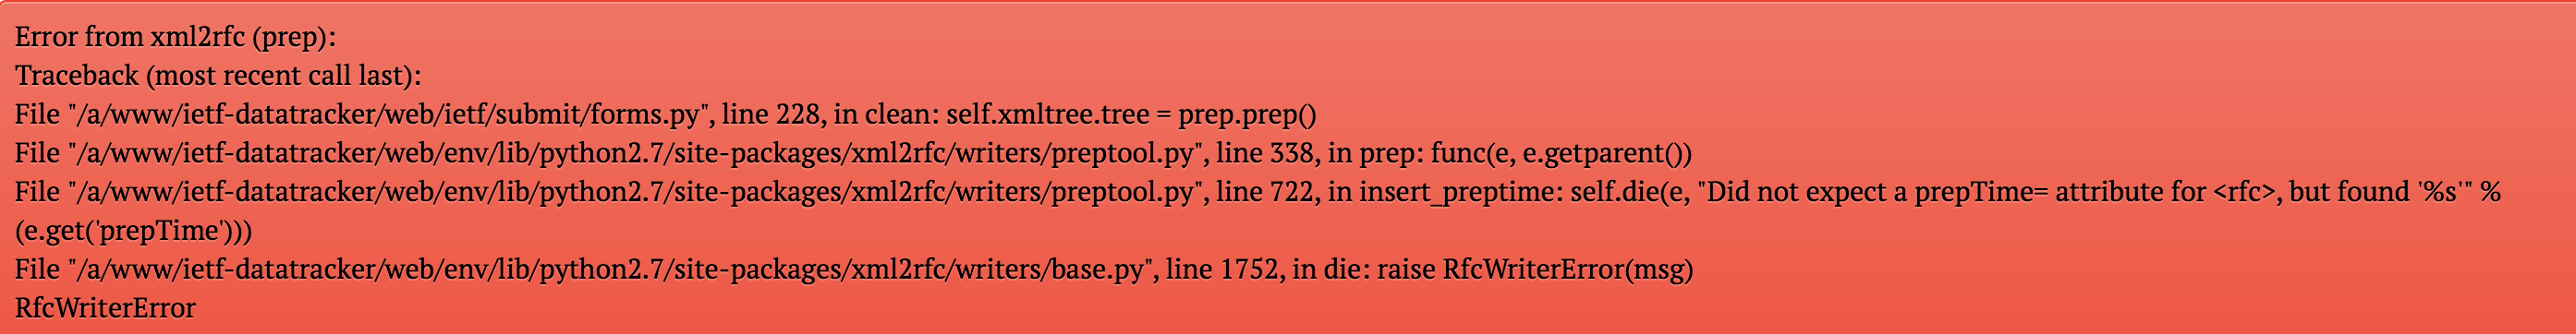 Error from xml2rfc (prep):
Traceback (most recent call last):
File "/a/www/ietf-datatracker/web/ietf/submit/forms.py", line 228, in clean: self.xmltree.tree = prep.prep()
File "/a/www/ietf-datatracker/web/env/lib/python2.7/site-packages/xml2rfc/writers/preptool.py", line 338, in prep: func(e, e.getparent())
File "/a/www/ietf-datatracker/web/env/lib/python2.7/site-packages/xml2rfc/writers/preptool.py", line 722, in insert_preptime: self.die(e, "Did not expect a prepTime= attribute for <rfc>, but found '%s'" %
(e.get('prepTime')))
File "/a/www/ietf-datatracker/web/env/lib/python2.7/site-packages/xml2rfc/writers/base.py", line 1752, in die: raise RfcWriterError(msg)
RfcWriterError